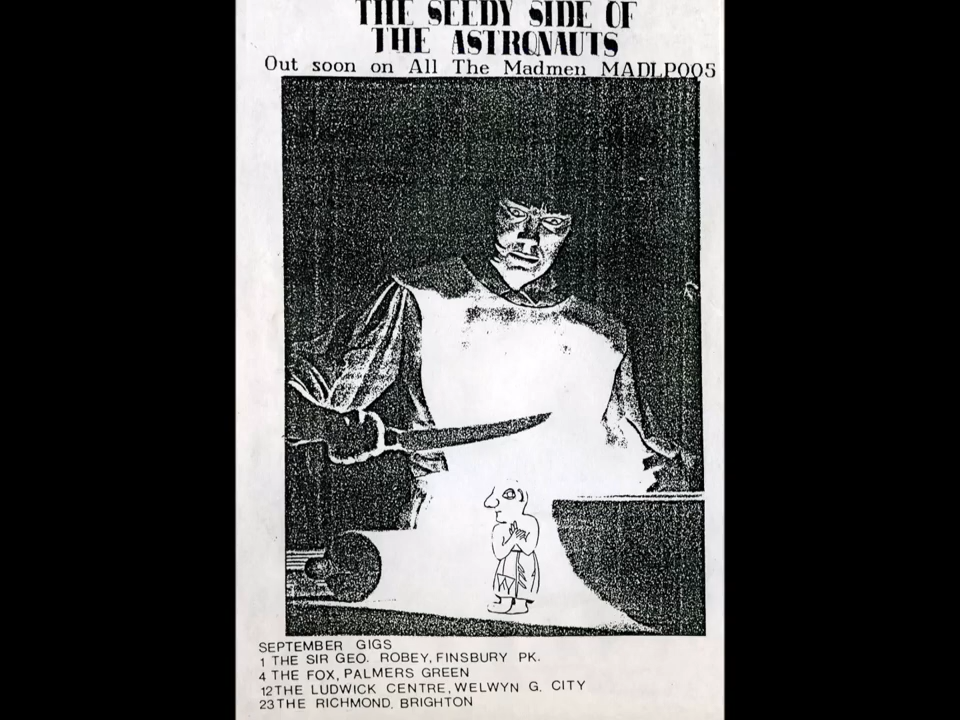 THE SEEDY SIDE OF
THE ASTRONAUTS
Out soon on All The Madmen MADLP005
SEPTEMBER GIGS
1 THE SIR GEO. ROBEY, FINSBURY PK.
4 THE FOX, PALMERS GREEN
12 THE LUDWICK CENTRE, WELWYN G. CITY
23 THE RICHMOND, BRIGHTON